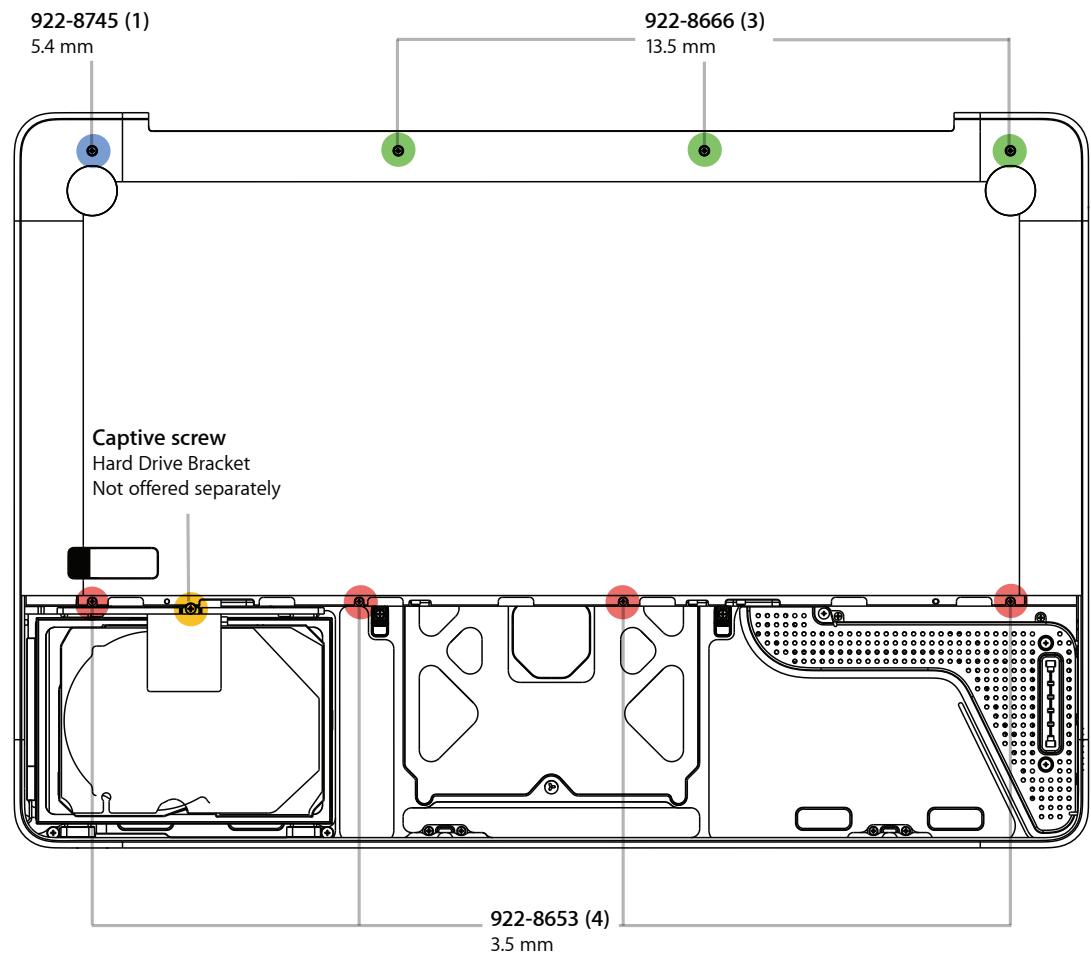 922-8745 (1)
5.4 mm
922-8666 (3)
13.5 mm
Captive screw
Hard Drive Bracket
Not offered separately
922-8653 (4)
3.5 mm